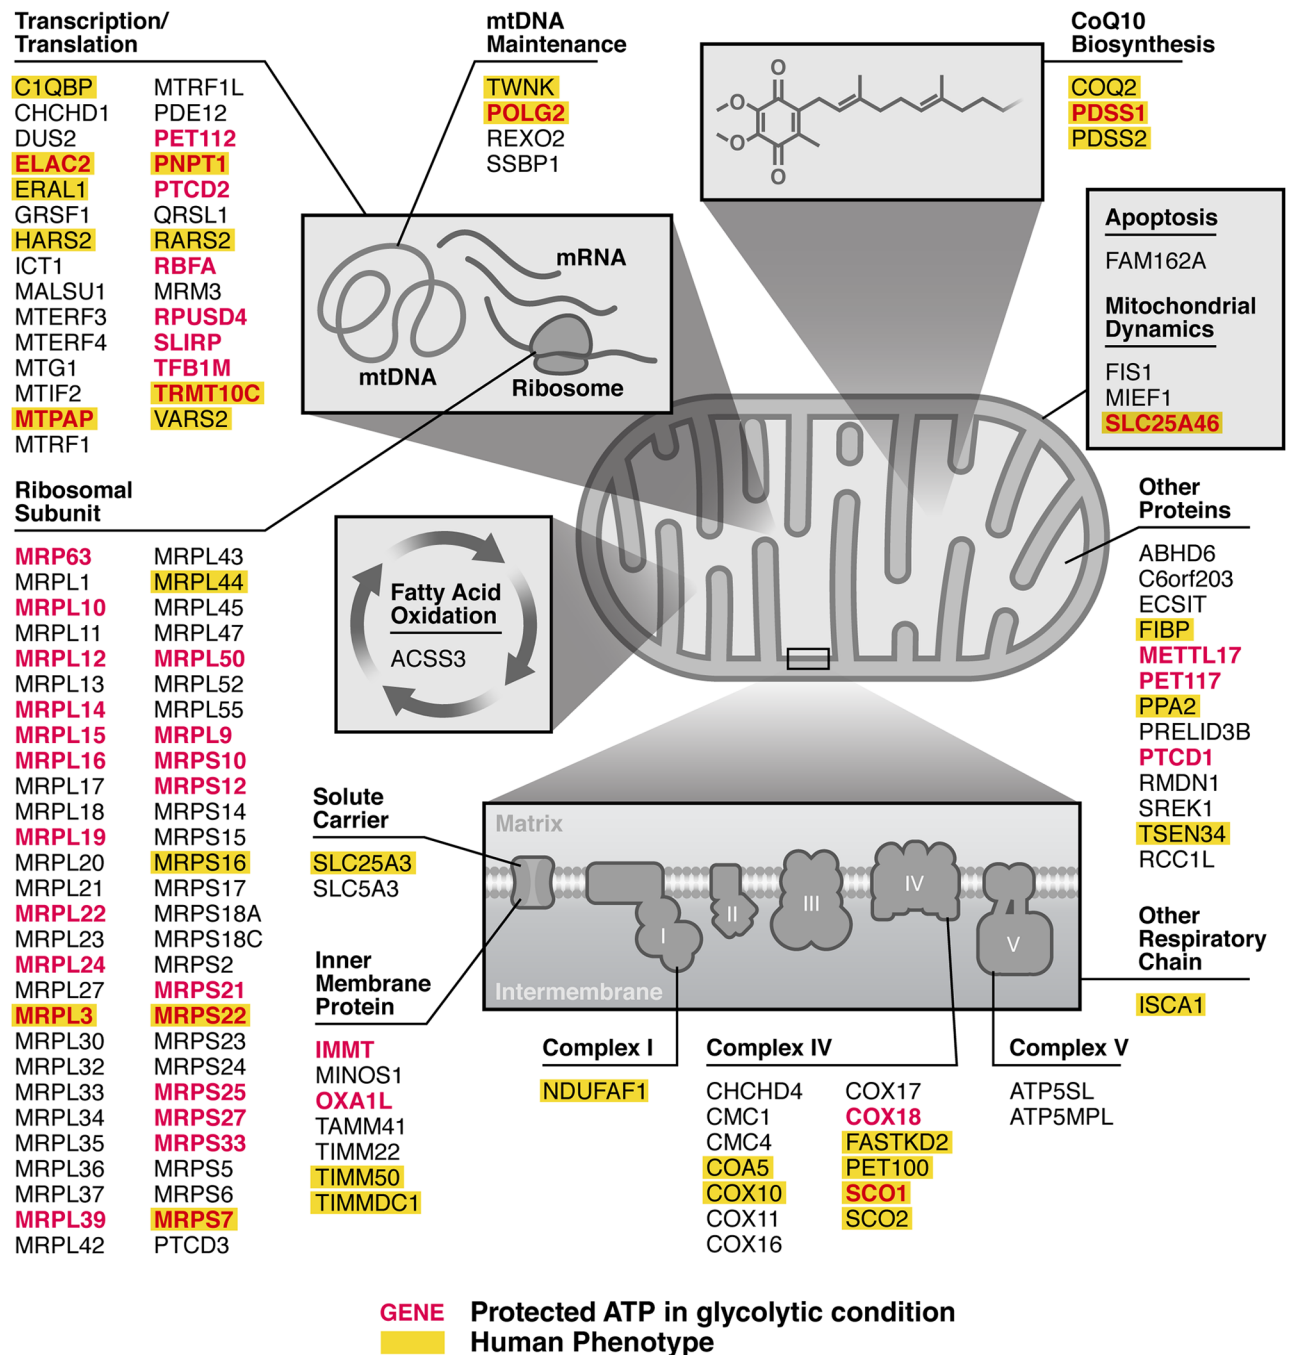 Transcription/
Translation
C1QBP
CHCHD1
DUS2
ELAC2
ERAL1
GRSF1
HARS2
ICT1
MALSU1
MTERF3
MTERF4
MTG1
MTIF2
MTPAP
MTRF1
MTRF1L
PDE12
PET112
PNPT1
PTCD2
QRSL1
RARS2
RBFA
MRM3
RPUSD4
SLIRP
TFB1M
TRMT10C
VARS2
mtDNA
Maintenance
TWNK
POLG2
REXO2
SSBP1
CoQ10
Biosynthesis
COQ2
PDSS1
PDSS2
O
O
O
O
mRNA
mtDNA
Ribosome
Apoptosis
FAM162A
Mitochondrial
Dynamics
FIS1
MIEF1
SLC25A46
Ribosomal
Subunit
MRP63
MRPL1
MRPL10
MRPL11
MRPL12
MRPL13
MRPL14
MRPL15
MRPL16
MRPL17
MRPL18
MRPL19
MRPL20
MRPL21
MRPL22
MRPL23
MRPL24
MRPL27
MRPL3
MRPL30
MRPL32
MRPL33
MRPL34
MRPL35
MRPL36
MRPL37
MRPL39
MRPL42
MRPL43
MRPL44
MRPL45
MRPL47
MRPL50
MRPL52
MRPL55
MRPL9
MRPS10
MRPS12
MRPS14
MRPS15
MRPS16
MRPS17
MRPS18A
MRPS18C
MRPS2
MRPS21
MRPS22
MRPS23
MRPS24
MRPS25
MRPS27
MRPS33
MRPS5
MRPS6
MRPS7
PTCD3
Fatty Acid
Oxidation
ACSS3
Other
Proteins
ABHD6
C6orf203
ECSIT
FIBP
METTL17
PET117
PPA2
PRELID3B
PTCD1
RMDN1
SREK1
TSEN34
RCC1L
Solute
Carrier
SLC25A3
SLC5A3
Matrix
I
II
III
IV
V
Intermembrane
Inner
Membrane
Protein
IMMT
MINOS1
OXA1L
TAMM41
TIMM22
TIMM50
TIMMDC1
Other
Respiratory
Chain
ISCA1
Complex I
NDUFAF1
Complex IV
CHCHD4
CMC1
CMC4
COA5
COX10
COX11
COX16
COX17
COX18
FASTKD2
PET100
SCO1
SCO2
Complex V
ATP5SL
ATP5MPL
GENE Protected ATP in glycolytic condition
Human Phenotype